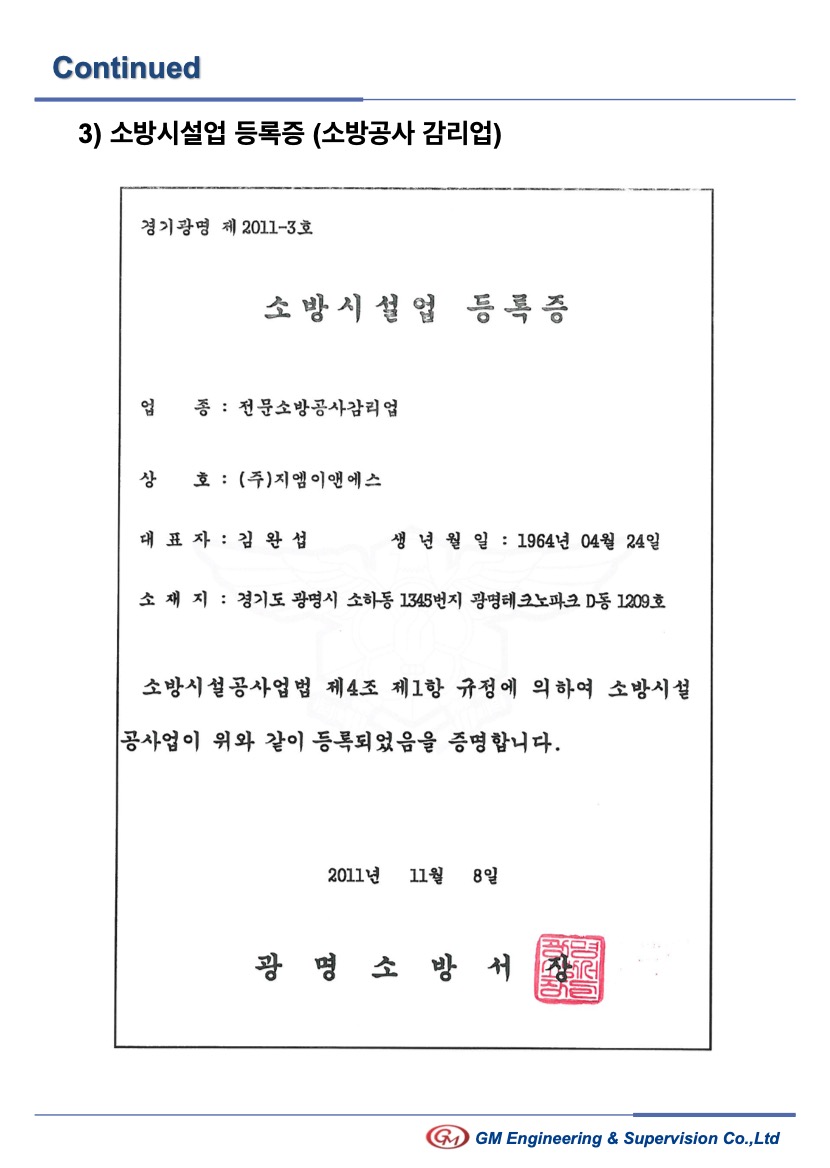 Continued
3) 소방시설업 등록증 (소방공사 감리업)
경기광명 제2011-3호
소방시설업 등록증
업 종 : 전문소방공사감리업
상 호 : (주)지엠이앤에스
대 표 자 : 김 완 섭 생 년 월 일 : 1964년 04월 24일
소 재 지 : 경기도 광명시 소하동 1345번지 광명테크노파크 D동 1209호
소방시설공사업법 제4조 제1항 규정에 의하여 소방시설
공사업이 위와 같이 등록되었음을 증명합니다.
2011년 11월 8일
광 명 소 방 서 장
GM GM Engineering & Supervision Co.,Ltd